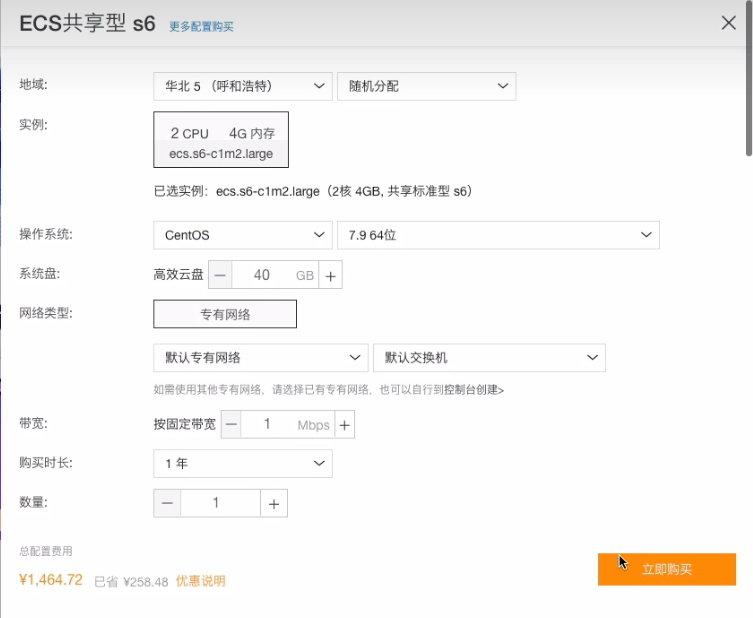 ECS共享型 s6 更多配置购买
地域: 华北 5 （呼和浩特） 随机分配
实例: 2 CPU 4G 内存
ecs.s6-c1m2.large
已选实例: ecs.s6-c1m2.large（2核 4GB, 共享标准型 s6）
操作系统: CentOS 7.9 64位
系统盘: 高效云盘 － 40 GB ＋
网络类型: 专有网络
默认专有网络 默认交换机
如需使用其他专有网络，请选择已有专有网络，也可以自行到控制台创建>
带宽: 按固定带宽 － 1 Mbps ＋
购买时长: 1 年
数量: － 1 ＋
总配置费用
¥1,464.72 已省 ¥258.48 优惠说明 立即购买